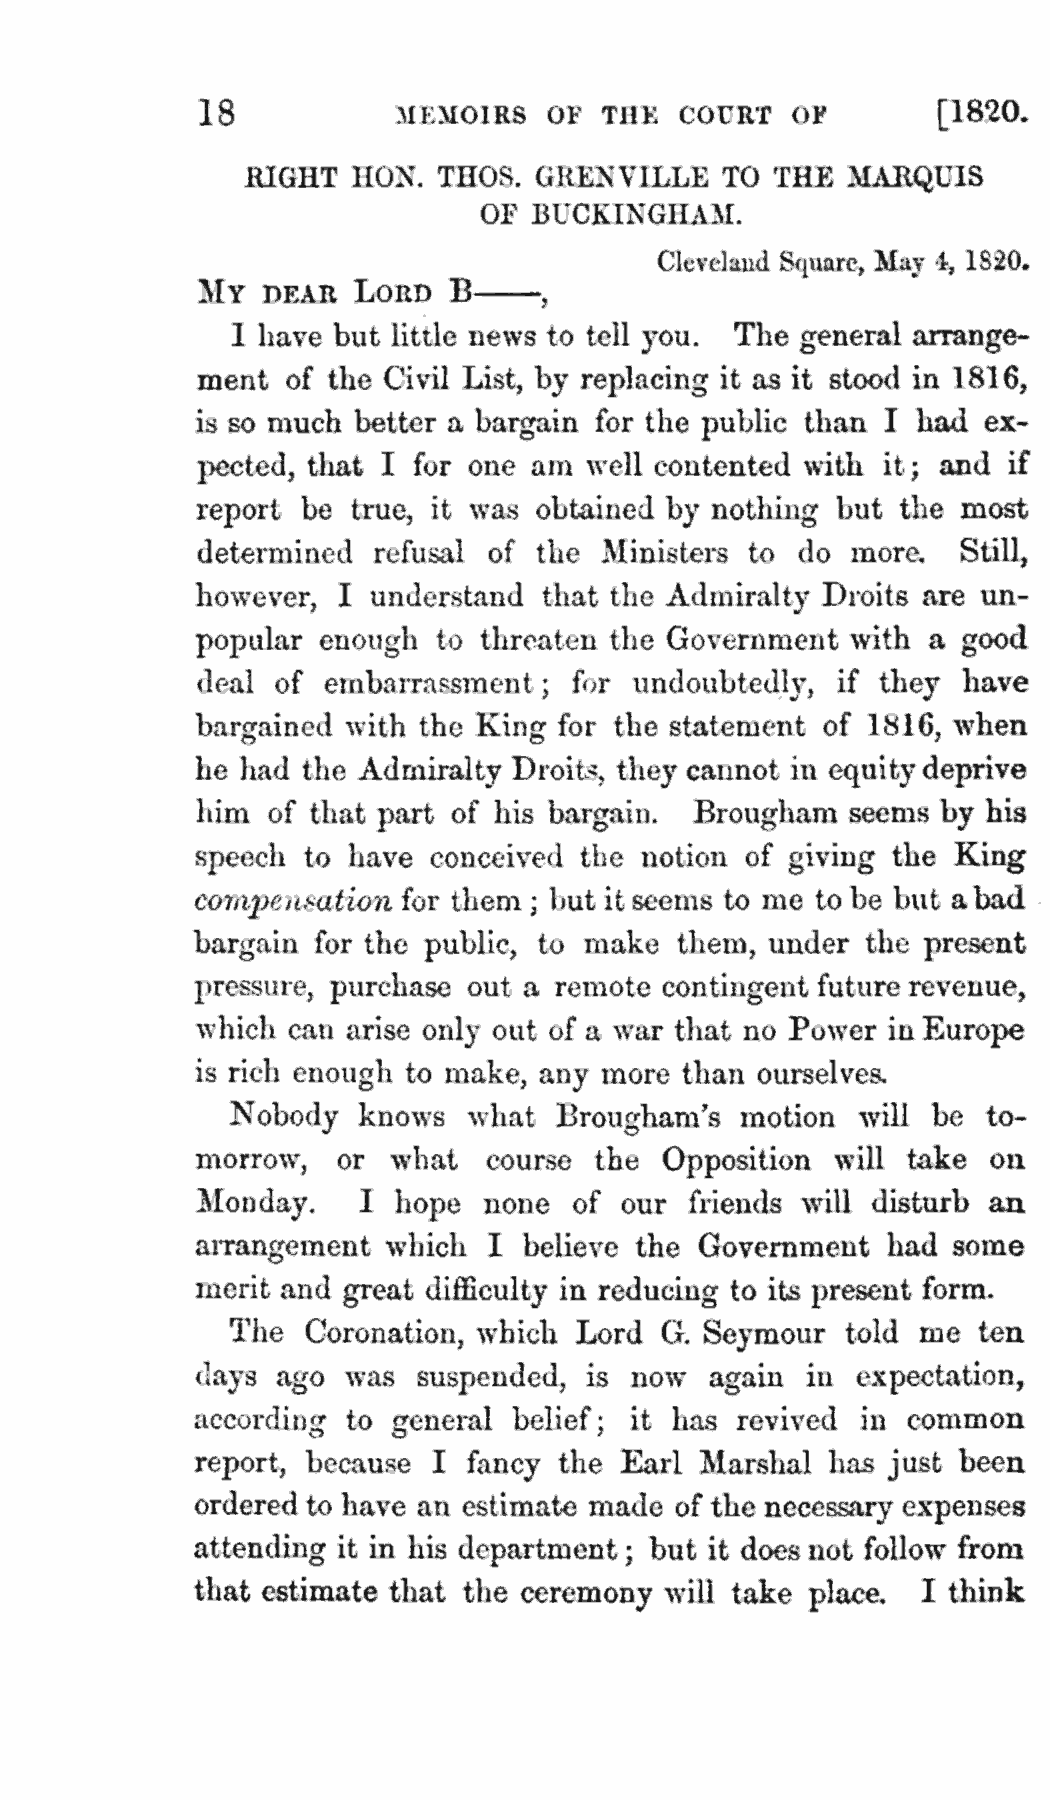 18 MEMOIRS OF THE COURT OF [1820.
RIGHT HON. THOS. GRENVILLE TO THE MARQUIS
OF BUCKINGHAM.
Cleveland Square, May 4, 1820.
MY DEAR LORD B——,
I have but little news to tell you. The general arrange-
ment of the Civil List, by replacing it as it stood in 1816,
is so much better a bargain for the public than I had ex-
pected, that I for one am well contented with it; and if
report be true, it was obtained by nothing but the most
determined refusal of the Ministers to do more. Still,
however, I understand that the Admiralty Droits are un-
popular enough to threaten the Government with a good
deal of embarrassment; for undoubtedly, if they have
bargained with the King for the statement of 1816, when
he had the Admiralty Droits, they cannot in equity deprive
him of that part of his bargain. Brougham seems by his
speech to have conceived the notion of giving the King
compensation for them; but it seems to me to be but a bad
bargain for the public, to make them, under the present
pressure, purchase out a remote contingent future revenue,
which can arise only out of a war that no Power in Europe
is rich enough to make, any more than ourselves.
Nobody knows what Brougham's motion will be to-
morrow, or what course the Opposition will take on
Monday. I hope none of our friends will disturb an
arrangement which I believe the Government had some
merit and great difficulty in reducing to its present form.
The Coronation, which Lord G. Seymour told me ten
days ago was suspended, is now again in expectation,
according to general belief; it has revived in common
report, because I fancy the Earl Marshal has just been
ordered to have an estimate made of the necessary expenses
attending it in his department; but it does not follow from
that estimate that the ceremony will take place. I think